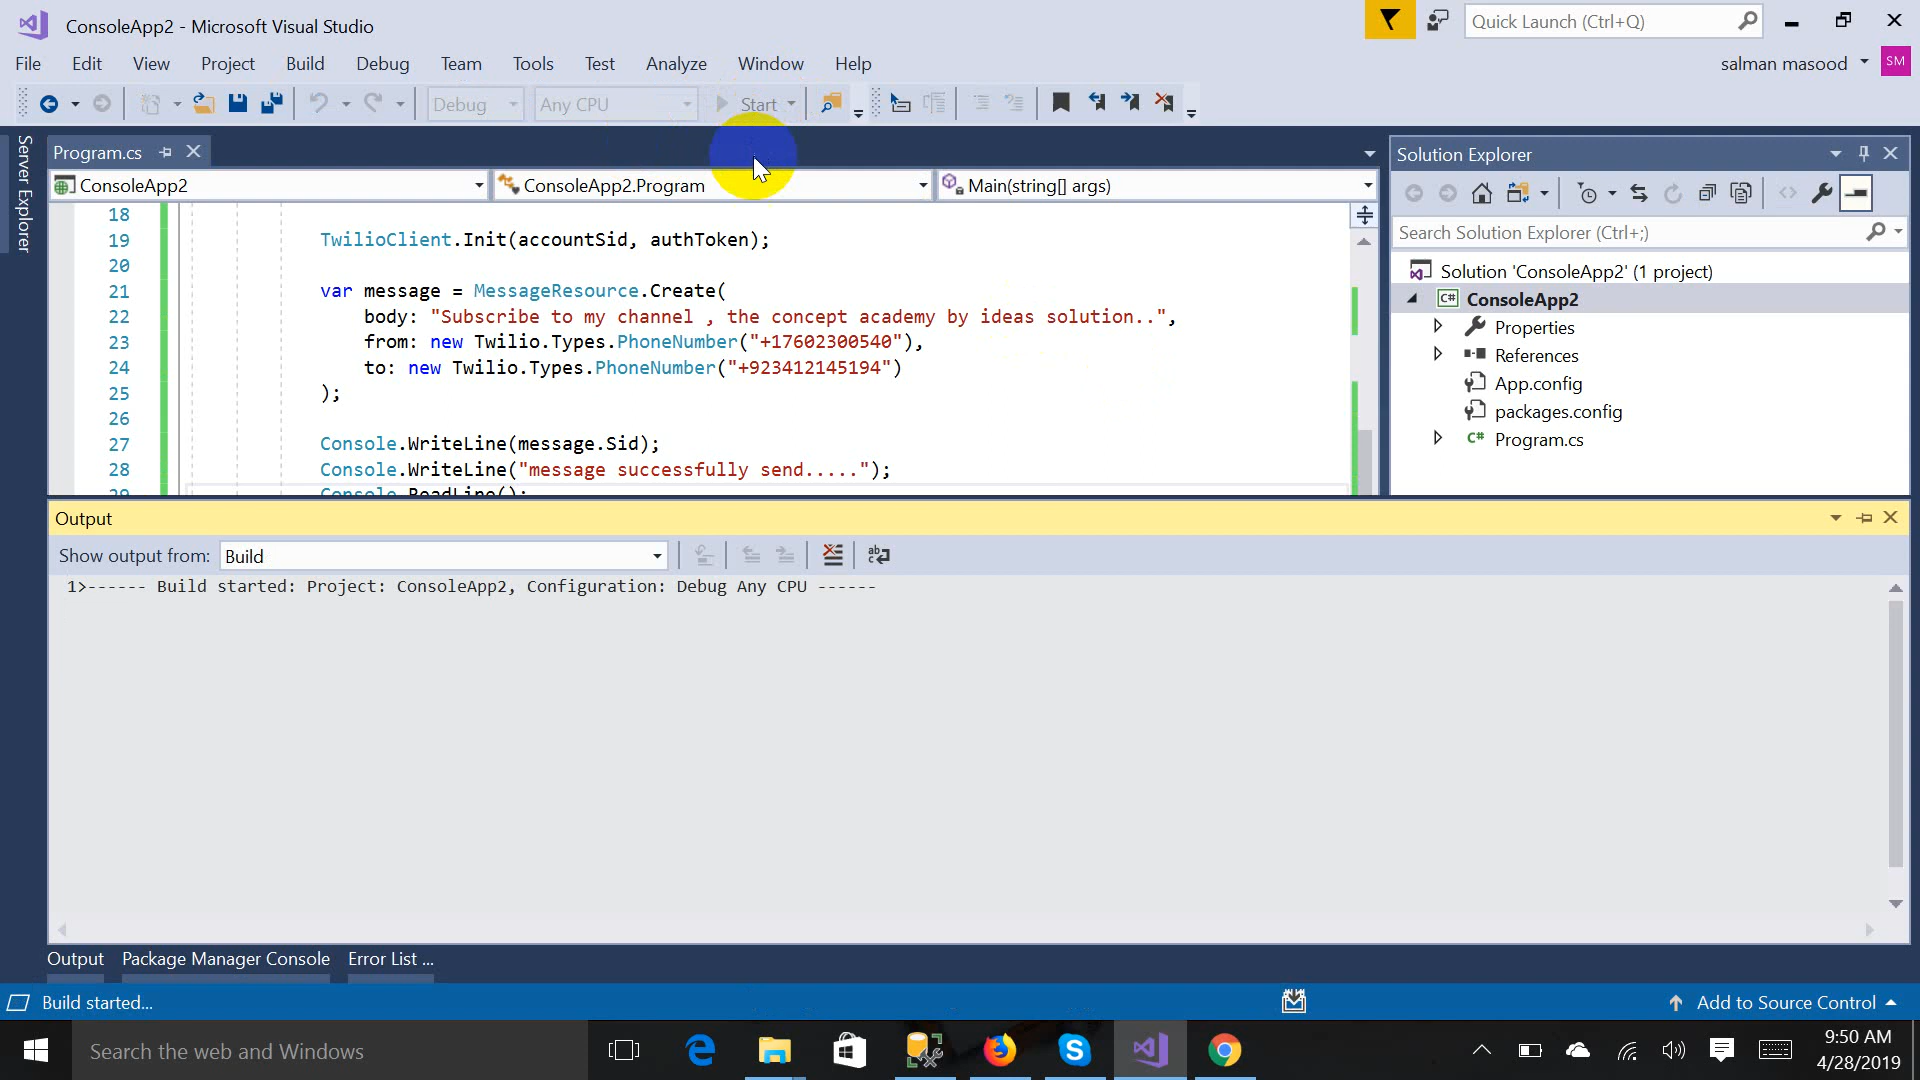 ConsoleApp2 - Microsoft Visual Studio
Quick Launch (Ctrl+Q)
File Edit View Project Build Debug Team Tools Test Analyze Window Help
salman masood SM
Debug Any CPU Start
Server Explorer
Program.cs
ConsoleApp2 ConsoleApp2.Program Main(string[] args)
18
19 TwilioClient.Init(accountSid, authToken);
20
21 var message = MessageResource.Create(
22 body: "Subscribe to my channel , the concept academy by ideas solution..",
23 from: new Twilio.Types.PhoneNumber("+17602300540"),
24 to: new Twilio.Types.PhoneNumber("+923412145194")
25 );
26
27 Console.WriteLine(message.Sid);
28 Console.WriteLine("message successfully send.....");
29 Console.ReadLine();
Solution Explorer
Search Solution Explorer (Ctrl+;)
Solution 'ConsoleApp2' (1 project)
C# ConsoleApp2
Properties
References
App.config
packages.config
C# Program.cs
Output
Show output from: Build
1>------ Build started: Project: ConsoleApp2, Configuration: Debug Any CPU ------
Output Package Manager Console Error List ...
Build started...
Add to Source Control
Search the web and Windows
9:50 AM
4/28/2019